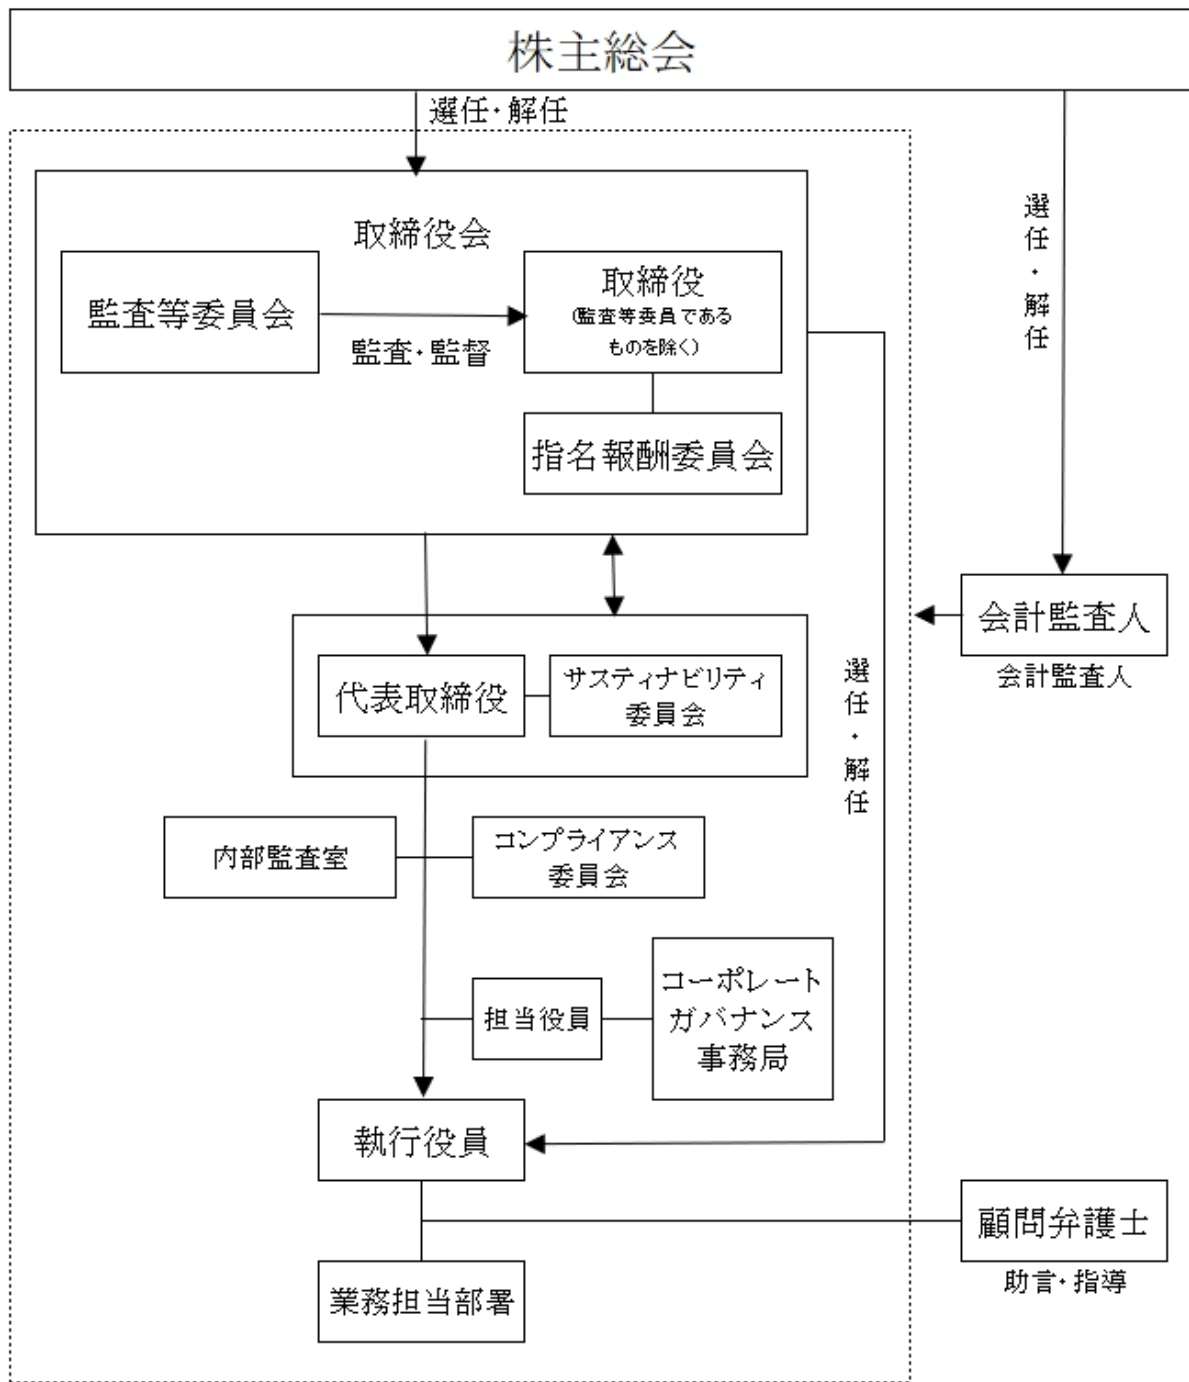 株主総会
選任・解任
取締役会
監査等委員会
監査・監督
取締役
(監査等委員である
ものを除く)
指名報酬委員会
選任・解任
会計監査人
会計監査人
代表取締役
サスティナビリティ
委員会
選任・解任
内部監査室
コンプライアンス
委員会
担当役員
コーポレート
ガバナンス
事務局
執行役員
顧問弁護士
助言・指導
業務担当部署